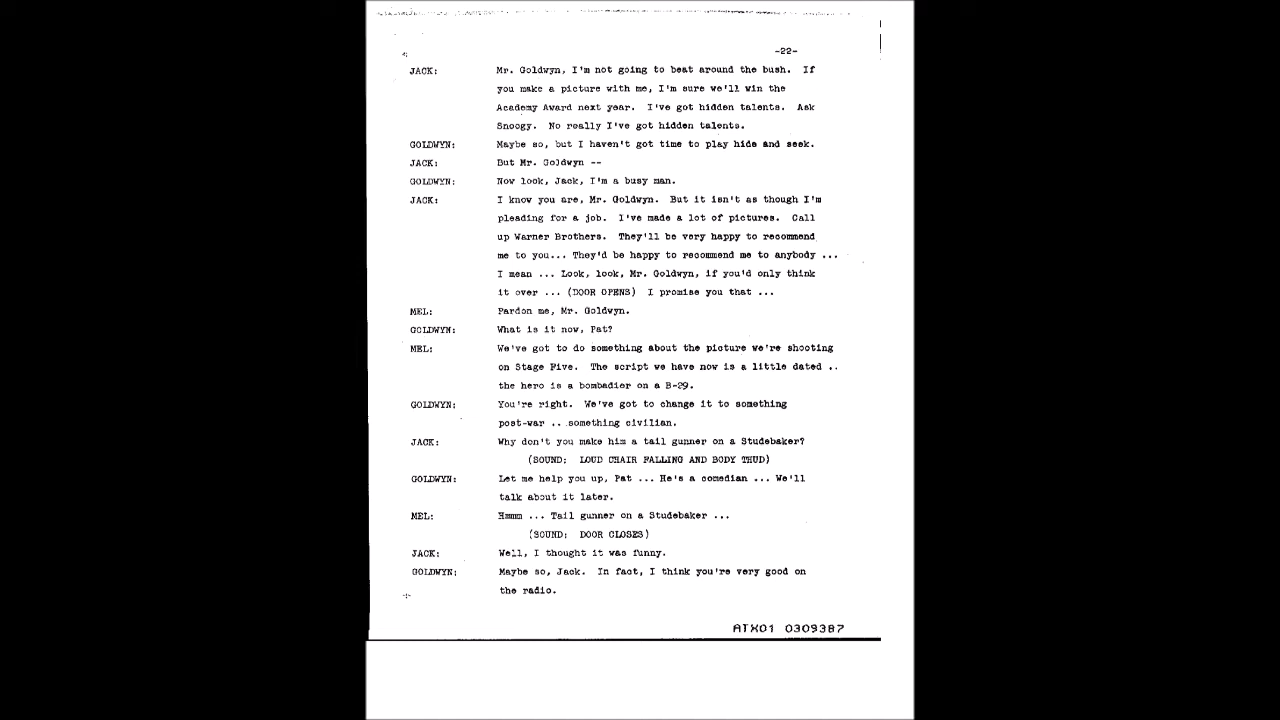 -22-
JACK: Mr. Goldwyn, I'm not going to beat around the bush. If
you make a picture with me, I'm sure we'll win the
Academy Award next year. I've got hidden talents. Ask
Snoogy. No really I've got hidden talents.
GOLDWYN: Maybe so, but I haven't got time to play hide and seek.
JACK: But Mr. Goldwyn --
GOLDWYN: Now look, Jack, I'm a busy man.
JACK: I know you are, Mr. Goldwyn. But it isn't as though I'm
pleading for a job. I've made a lot of pictures. Call
up Warner Brothers. They'll be very happy to recommend
me to you... They'd be happy to recommend me to anybody ...
I mean ... Look, look, Mr. Goldwyn, if you'd only think
it over ... (DOOR OPENS) I promise you that ...
MEL: Pardon me, Mr. Goldwyn.
GOLDWYN: What is it now, Pat?
MEL: We've got to do something about the picture we're shooting
on Stage Five. The script we have now is a little dated ..
the hero is a bombadier on a B-29.
GOLDWYN: You're right. We've got to change it to something
post-war ... something civilian.
JACK: Why don't you make him a tail gunner on a Studebaker?
(SOUND: LOUD CHAIR FALLING AND BODY THUD)
GOLDWYN: Let me help you up, Pat ... He's a comedian ... We'll
talk about it later.
MEL: Hmmm ... Tail gunner on a Studebaker ...
(SOUND: DOOR CLOSES)
JACK: Well, I thought it was funny.
GOLDWYN: Maybe so, Jack. In fact, I think you're very good on
the radio.
ATX01 0309387